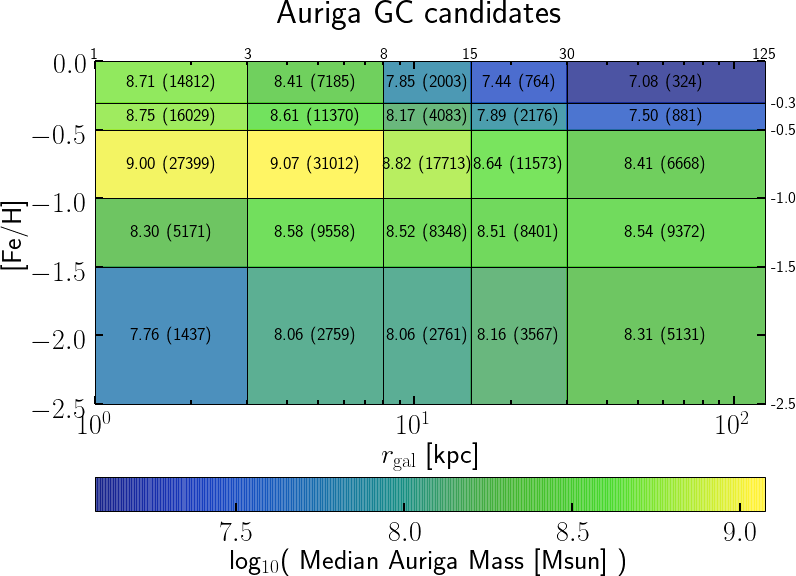 Auriga GC candidates
1 3 8 15 30 125
0.0 8.71 (14812) 8.41 (7185) 7.85 (2003) 7.44 (764) 7.08 (324)
-0.3
8.75 (16029) 8.61 (11370) 8.17 (4083) 7.89 (2176) 7.50 (881)
−0.5 -0.5
9.00 (27399) 9.07 (31012) 8.82 (17713) 8.64 (11573) 8.41 (6668)
−1.0 -1.0
[Fe/H]
8.30 (5171) 8.58 (9558) 8.52 (8348) 8.51 (8401) 8.54 (9372)
−1.5 -1.5
7.76 (1437) 8.06 (2759) 8.06 (2761) 8.16 (3567) 8.31 (5131)
−2.0
−2.5 -2.5
10⁰ 10¹ 10²
r_gal [kpc]
7.5 8.0 8.5 9.0
log₁₀( Median Auriga Mass [Msun] )